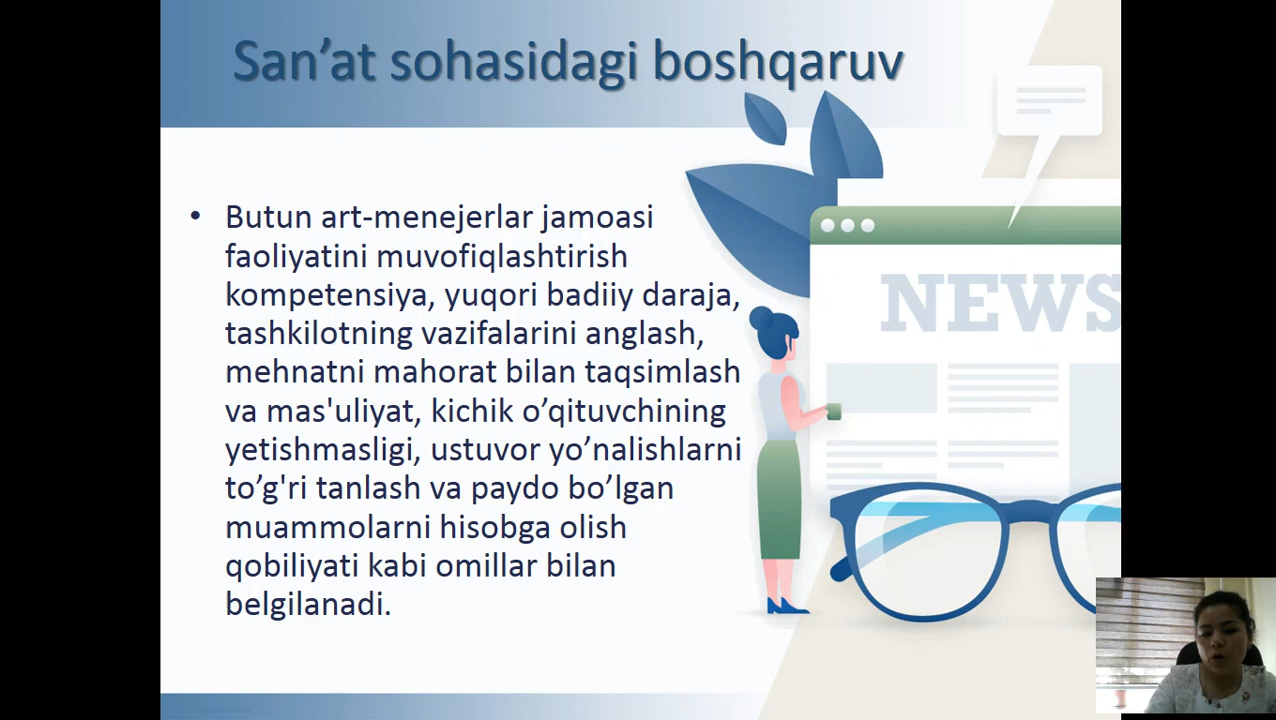 San’at sohasidagi boshqaruv
• Butun art-menejerlar jamoasi
faoliyatini muvofiqlashtirish
kompetensiya, yuqori badiiy daraja,
tashkilotning vazifalarini anglash,
mehnatni mahorat bilan taqsimlash
va mas'uliyat, kichik o’qituvchining
yetishmasligi, ustuvor yo’nalishlarni
to’g'ri tanlash va paydo bo’lgan
muammolarni hisobga olish
qobiliyati kabi omillar bilan
belgilanadi.
NEWS